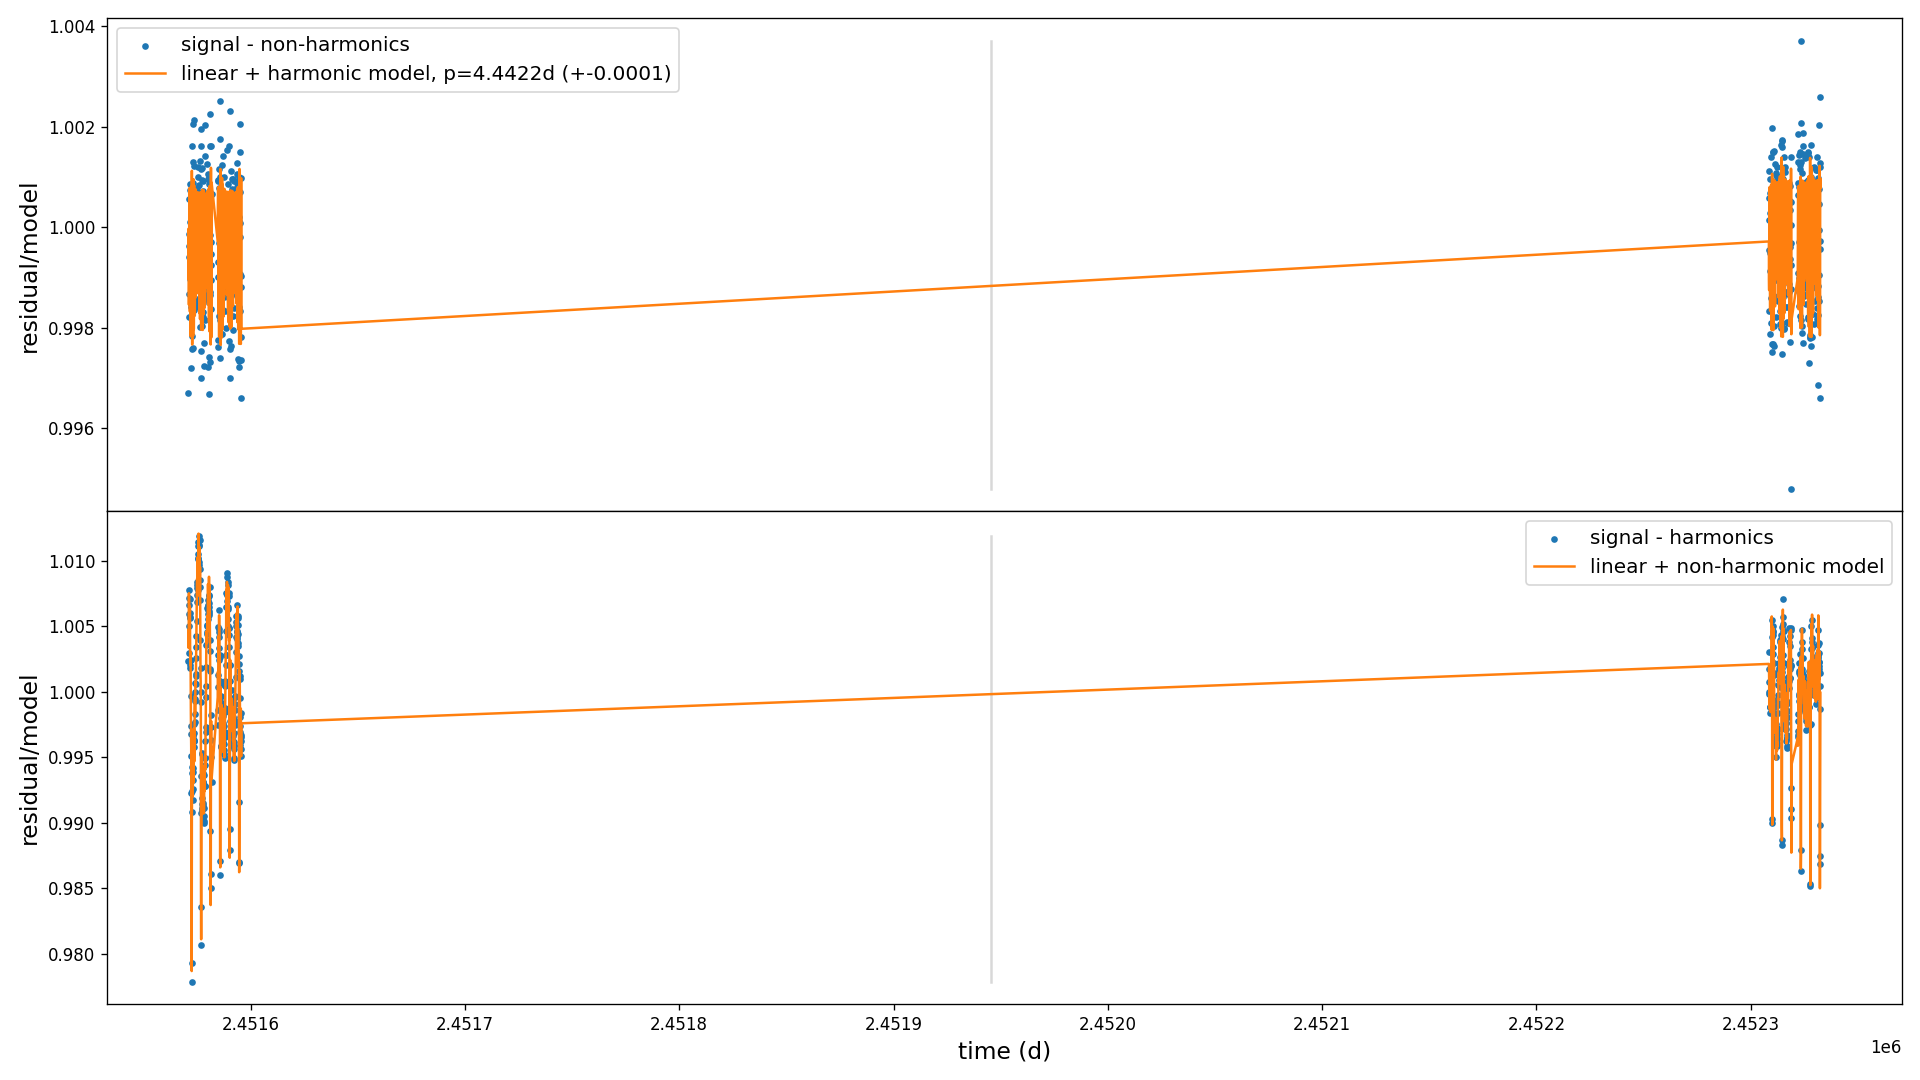 1.004
1.002
1.000
0.998
0.996
residual/model
signal - non-harmonics
linear + harmonic model, p=4.4422d (+-0.0001)
1.010
1.005
1.000
0.995
0.990
0.985
0.980
residual/model
signal - harmonics
linear + non-harmonic model
2.4516 2.4517 2.4518 2.4519 2.4520 2.4521 2.4522 2.4523
1e6
time (d)